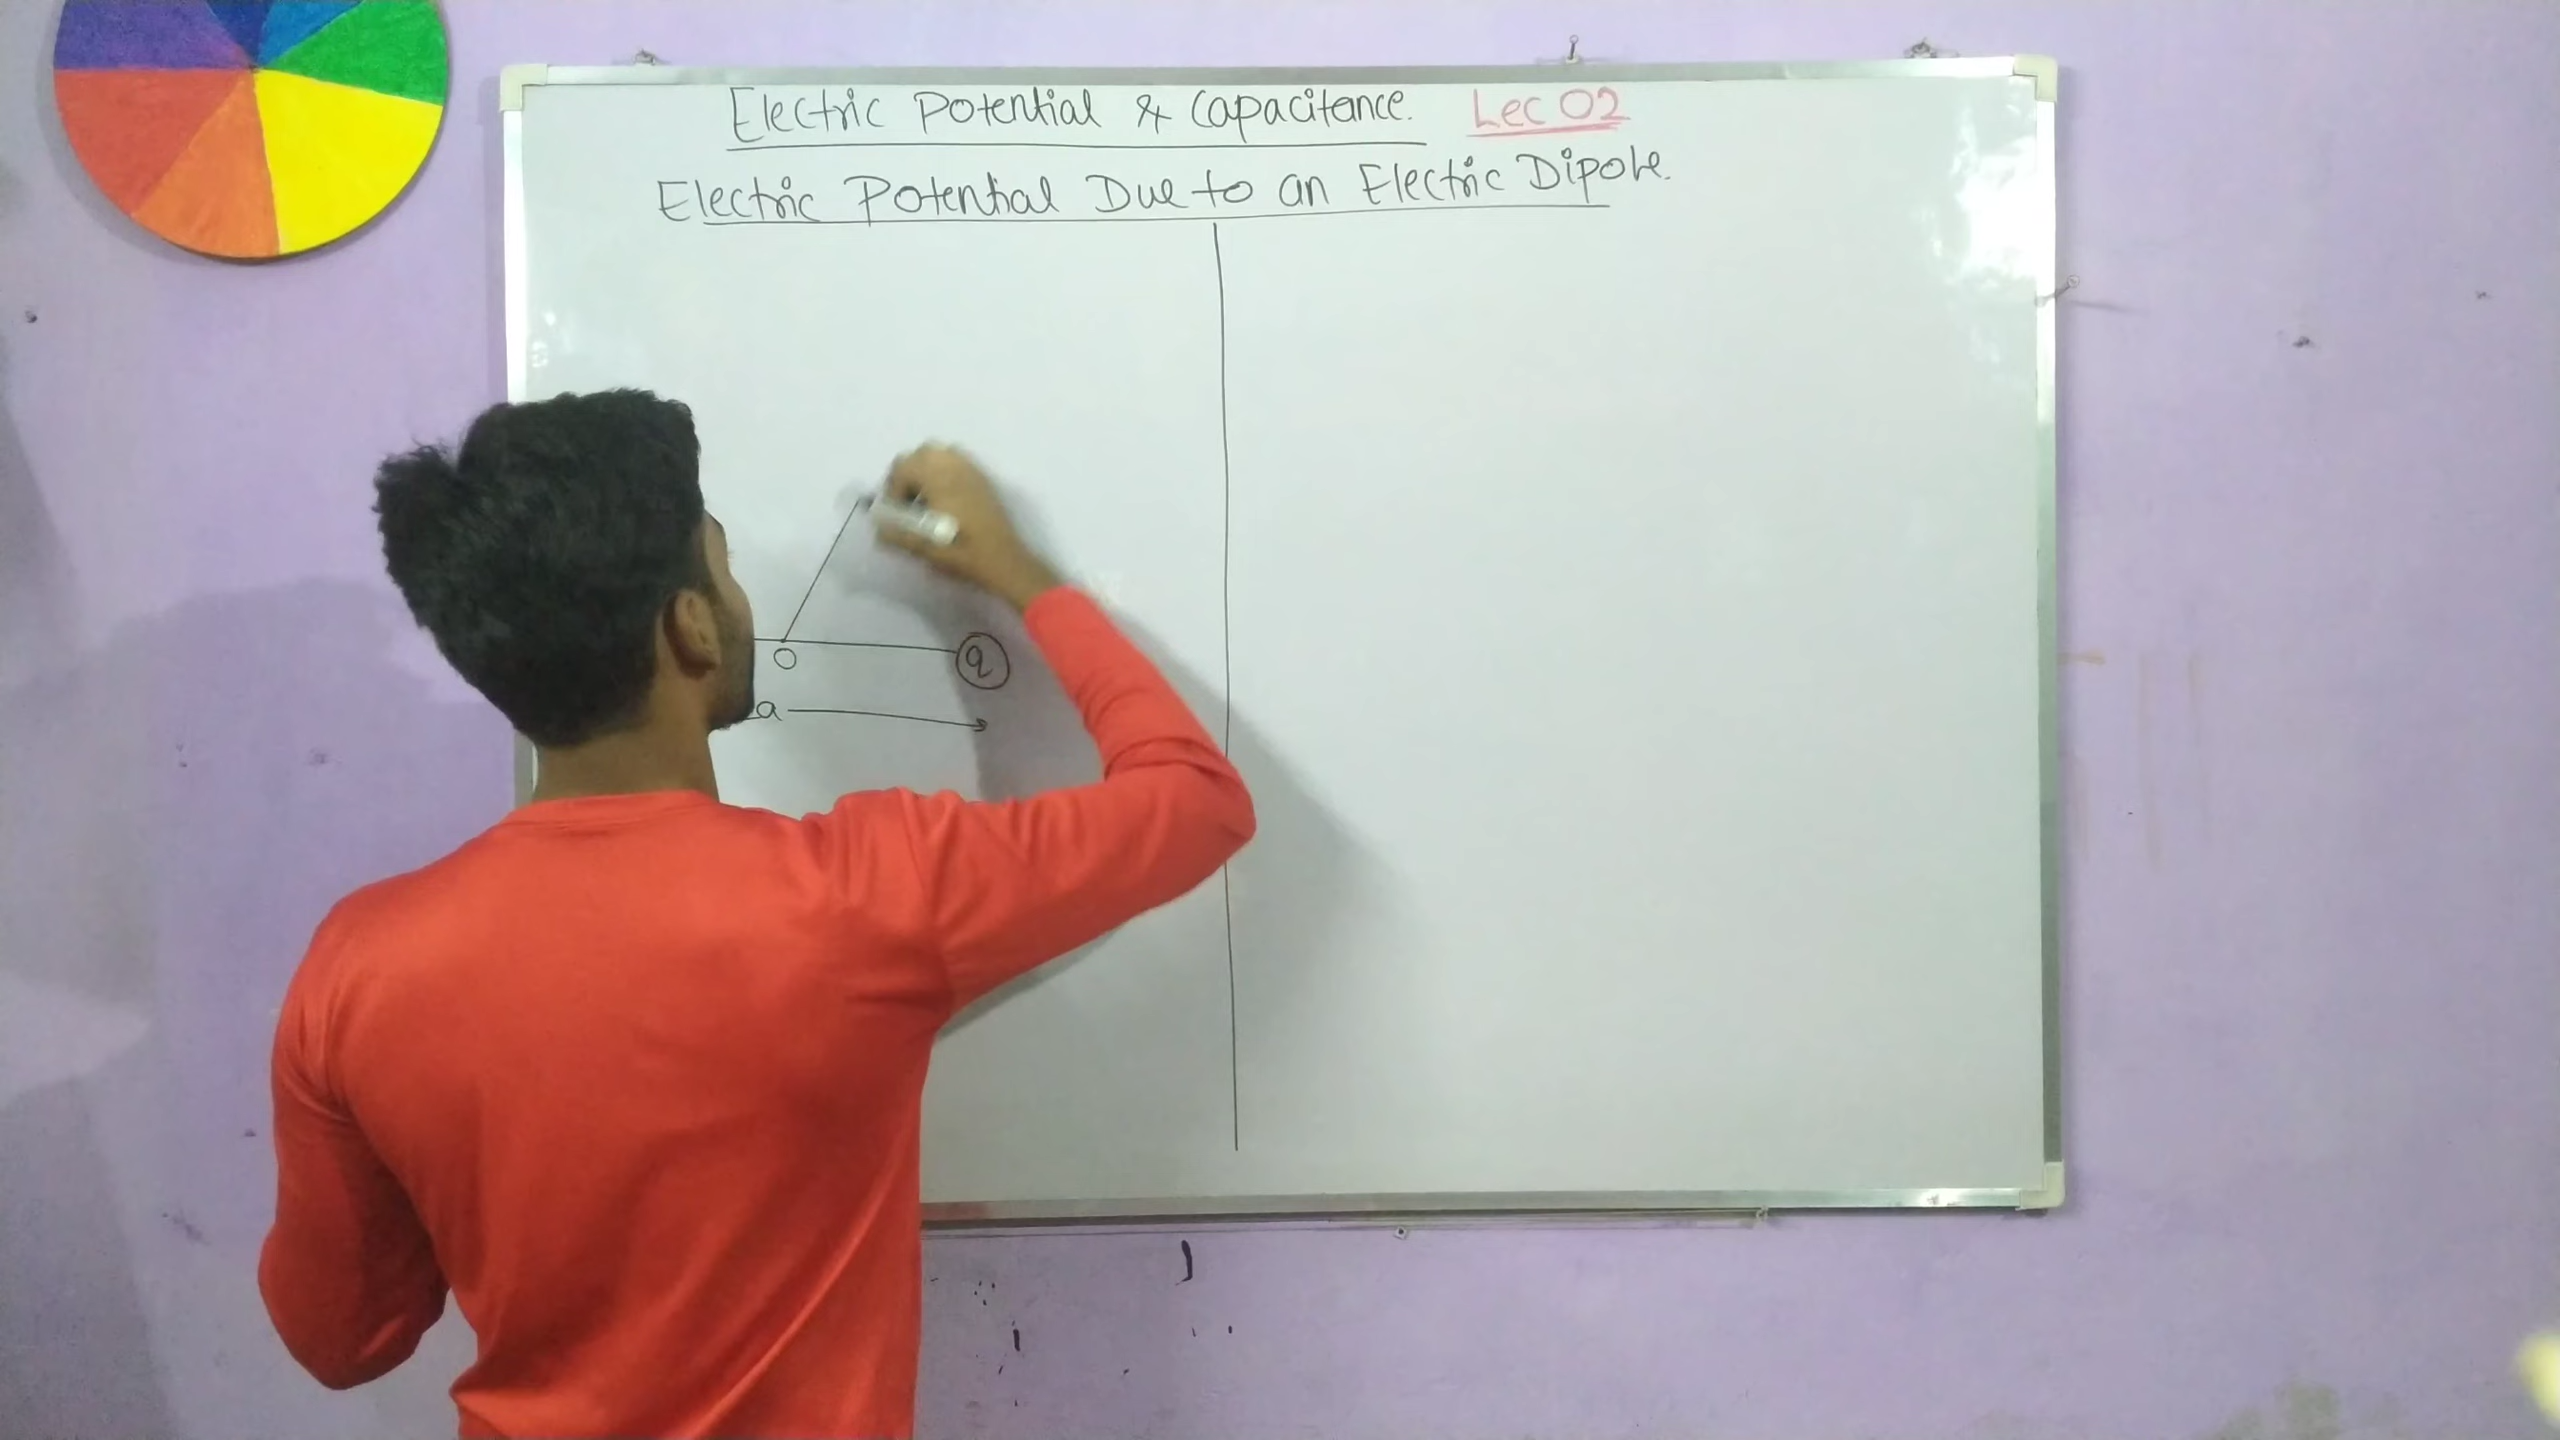 Electric Potential & Capacitance. Lec 02
Electric Potential Due to an Electric Dipole.
O
q
a